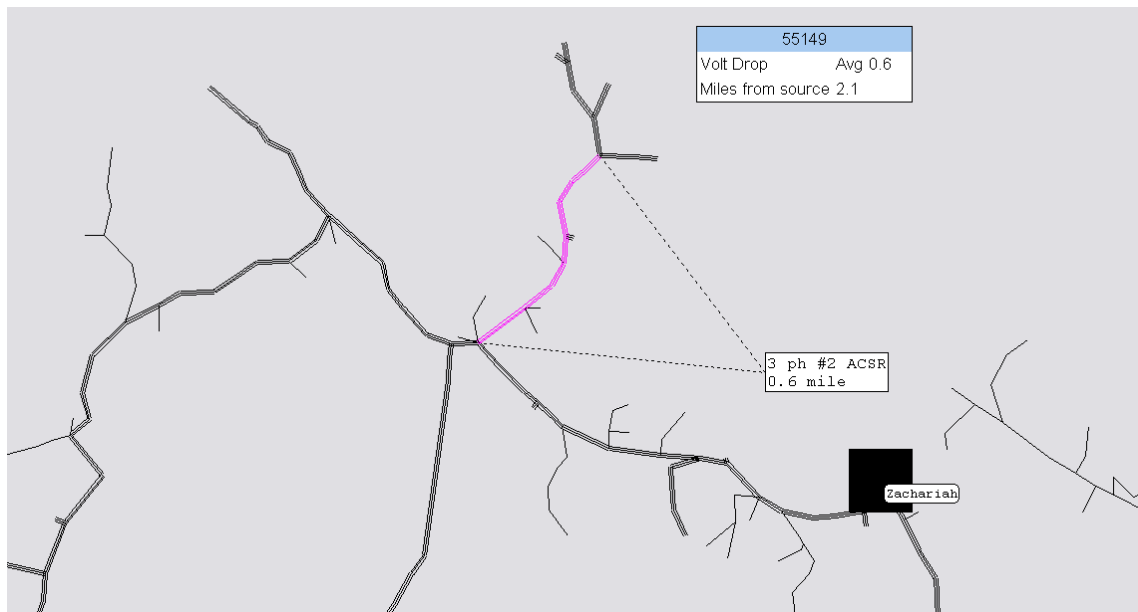 55149
Volt Drop Avg 0.6
Miles from source 2.1
3 ph #2 ACSR
0.6 mile
Zachariah